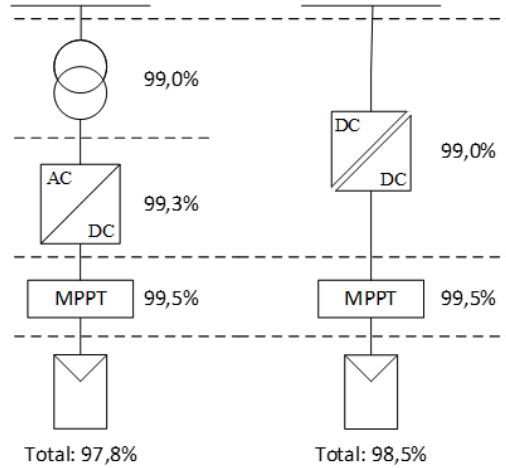 99,0%
DC
DC
99,0%
AC
DC
99,3%
MPPT
99,5%
MPPT
99,5%
Total: 97,8%
Total: 98,5%